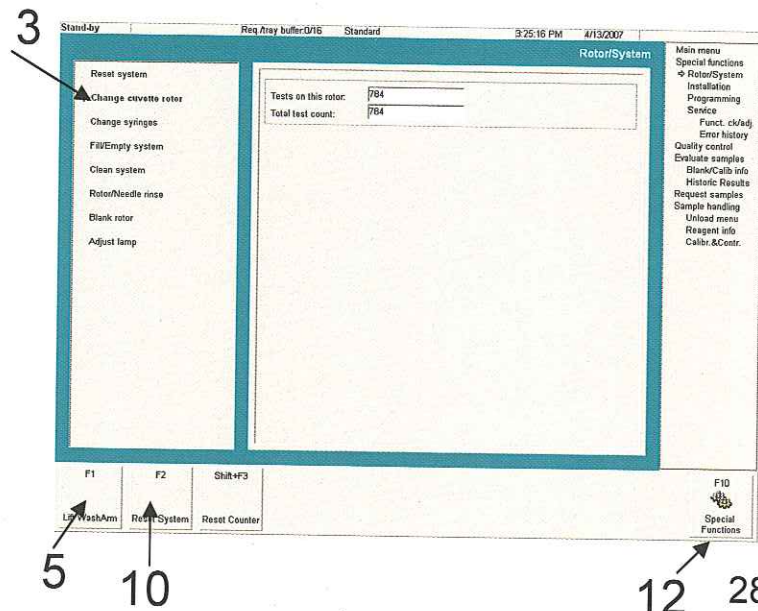 3
Stand-by Req./tray buffer:0/16 Standard 3:25:16 PM 4/13/2007
Rotor/System
Reset system
Change cuvette rotor
Change syringes
Fill/Empty system
Clean system
Rotor/Needle rinse
Blank rotor
Adjust lamp
Tests on this rotor: 784
Total test count: 784
Main menu
Special functions
Rotor/System
Installation
Programming
Service
Funct. ck/adj.
Error history
Quality control
Evaluate samples
Blank/Calib info
Historic Results
Request samples
Sample handling
Unload menu
Reagent info
Calibr.&Contr.
F1 F2 Shift+F3 F10
Lift WashArm Reset System Reset Counter Special
Functions
5 10 12 28